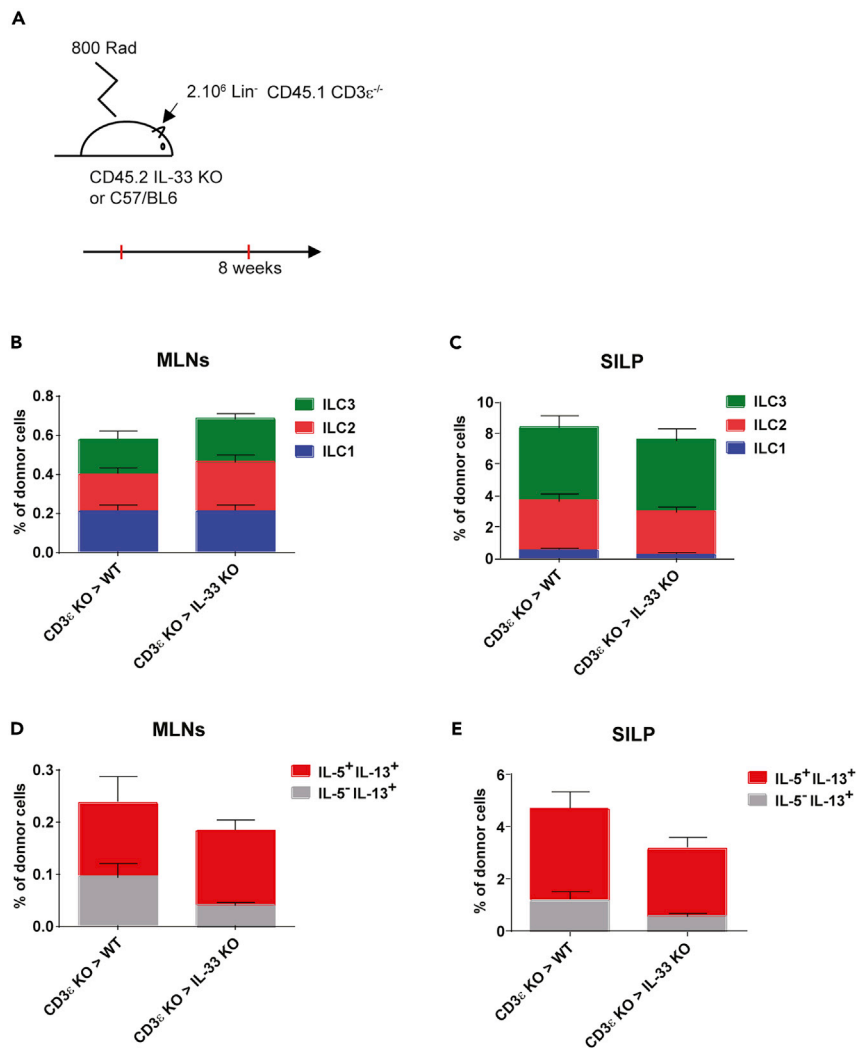 A
800 Rad
2.10⁶ Lin⁻ CD45.1 CD3ε⁻/⁻
CD45.2 IL-33 KO
or C57/BL6
8 weeks
B
MLNs
% of donnor cells
0.8
0.6
0.4
0.2
0.0
ILC3
ILC2
ILC1
CD3ε KO > WT
CD3ε KO > IL-33 KO
C
SILP
% of donnor cells
10
8
6
4
2
0
ILC3
ILC2
ILC1
CD3ε KO > WT
CD3ε KO > IL-33 KO
D
MLNs
% of donnor cells
0.3
0.2
0.1
0.0
IL-5⁺ IL-13⁺
IL-5⁻ IL-13⁺
CD3ε KO > WT
CD3ε KO > IL-33 KO
E
SILP
% of donnor cells
6
4
2
0
IL-5⁺ IL-13⁺
IL-5⁻ IL-13⁺
CD3ε KO > WT
CD3ε KO > IL-33 KO